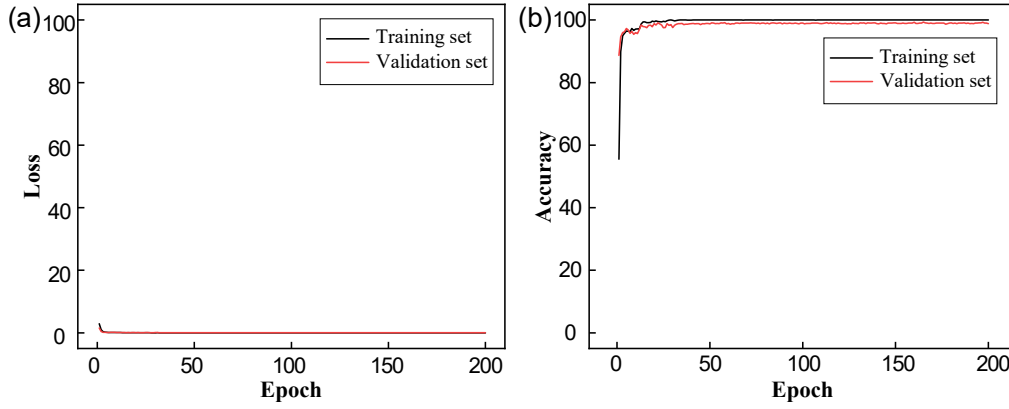 (a)
100
80
60
40
20
0
Loss
Training set
Validation set
0 50 100 150 200
Epoch
(b)
100
80
60
40
20
0
Accuracy
Training set
Validation set
0 50 100 150 200
Epoch